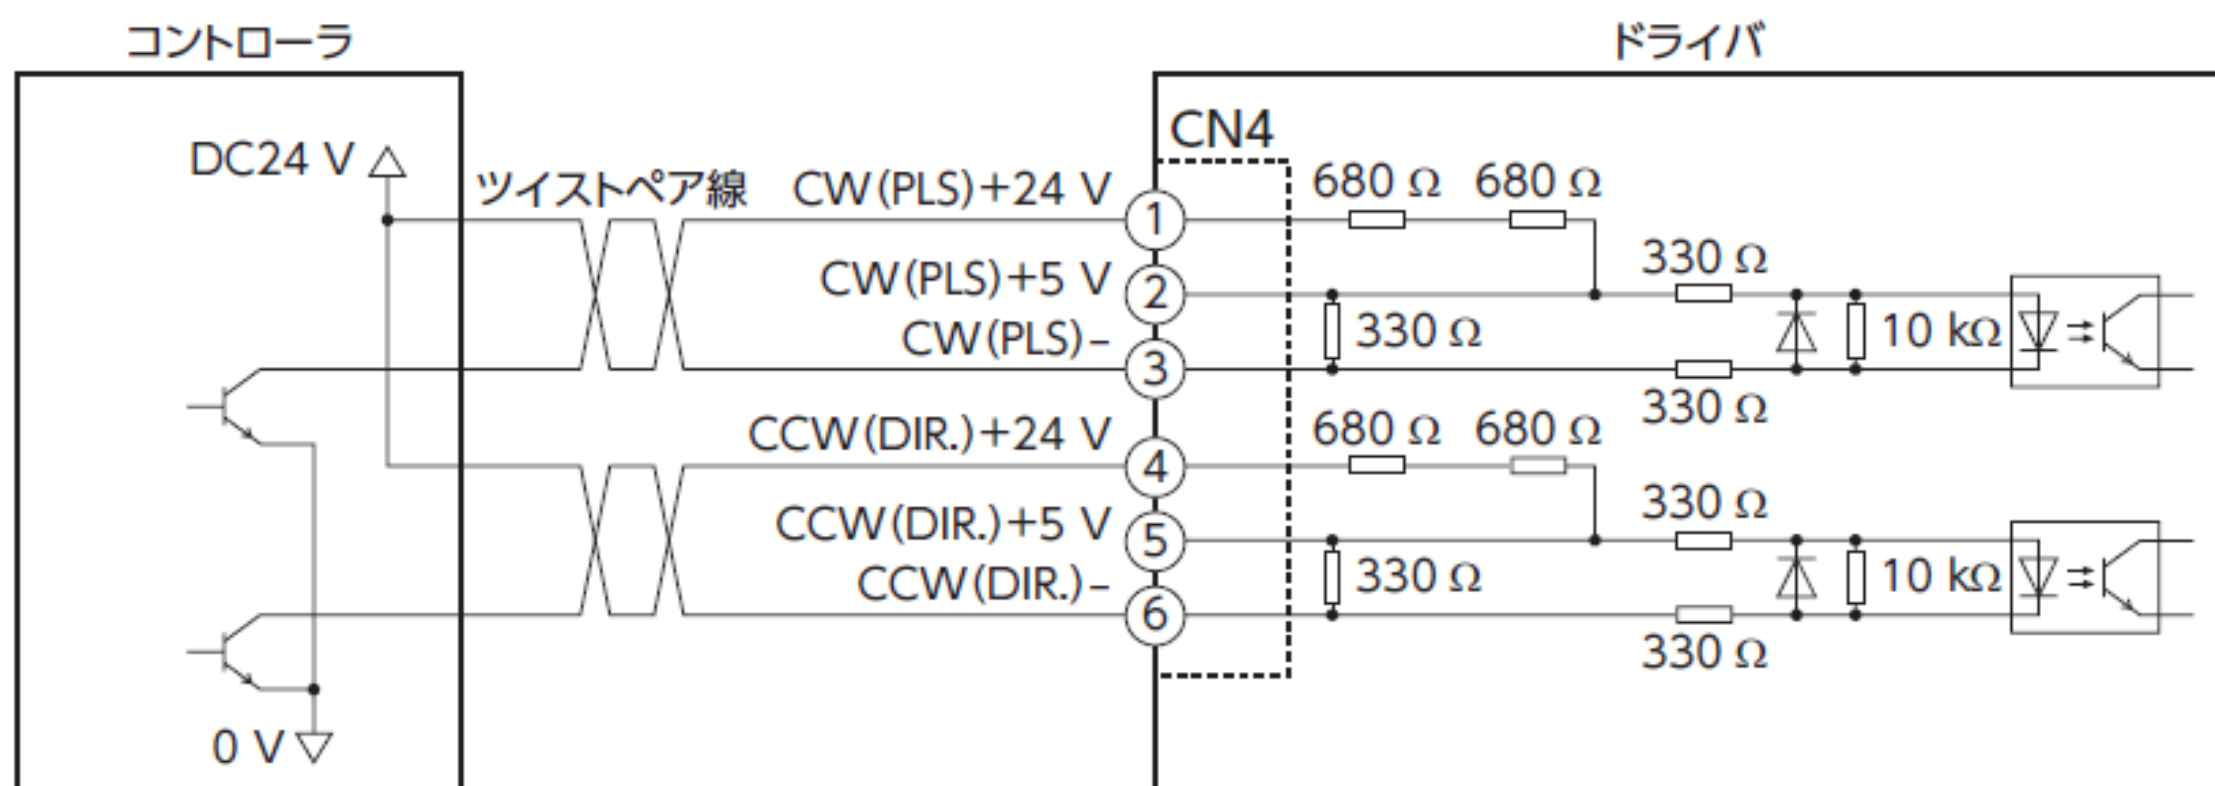 コントローラ
ドライバ
CN4
DC24 V
ツイストペア線
CW(PLS)+24 V
1
680 Ω
680 Ω
CW(PLS)+5 V
2
330 Ω
330 Ω
10 kΩ
CW(PLS)−
3
330 Ω
CCW(DIR.)+24 V
4
680 Ω
680 Ω
CCW(DIR.)+5 V
5
330 Ω
330 Ω
10 kΩ
CCW(DIR.)−
6
330 Ω
0 V